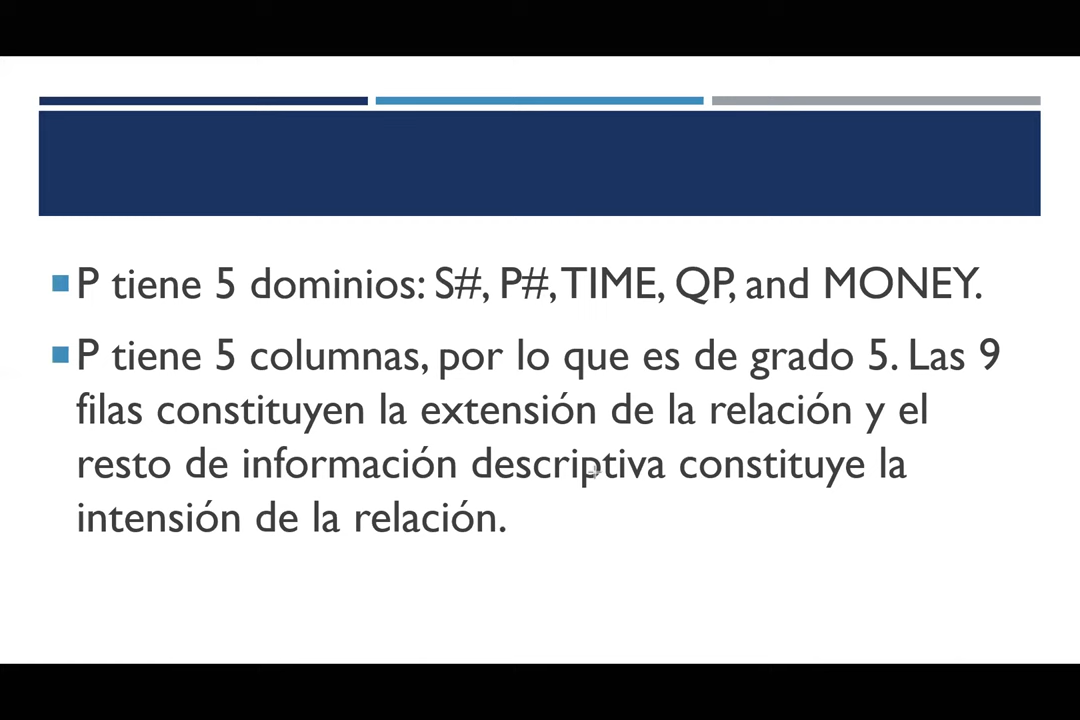 P tiene 5 dominios: S#, P#, TIME, QP, and MONEY.
P tiene 5 columnas, por lo que es de grado 5. Las 9
filas constituyen la extensión de la relación y el
resto de información descriptiva constituye la
intensión de la relación.